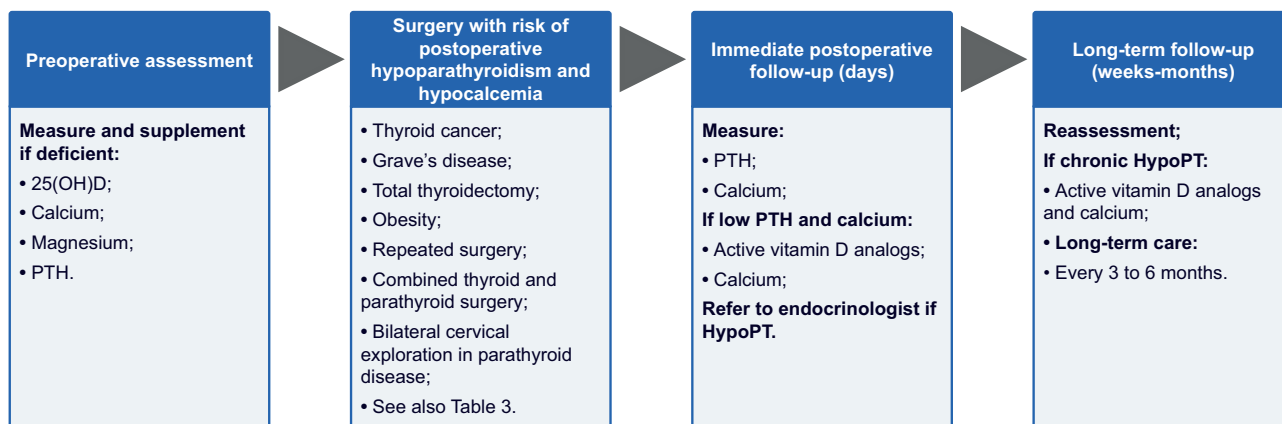 Preoperative assessment
Measure and supplement
if deficient:
• 25(OH)D;
• Calcium;
• Magnesium;
• PTH.
Surgery with risk of
postoperative
hypoparathyroidism and
hypocalcemia
• Thyroid cancer;
• Grave’s disease;
• Total thyroidectomy;
• Obesity;
• Repeated surgery;
• Combined thyroid and
parathyroid surgery;
• Bilateral cervical
exploration in parathyroid
disease;
• See also Table 3.
Immediate postoperative
follow-up (days)
Measure:
• PTH;
• Calcium;
If low PTH and calcium:
• Active vitamin D analogs;
• Calcium;
Refer to endocrinologist if
HypoPT.
Long-term follow-up
(weeks-months)
Reassessment;
If chronic HypoPT:
• Active vitamin D analogs
and calcium;
• Long-term care:
• Every 3 to 6 months.